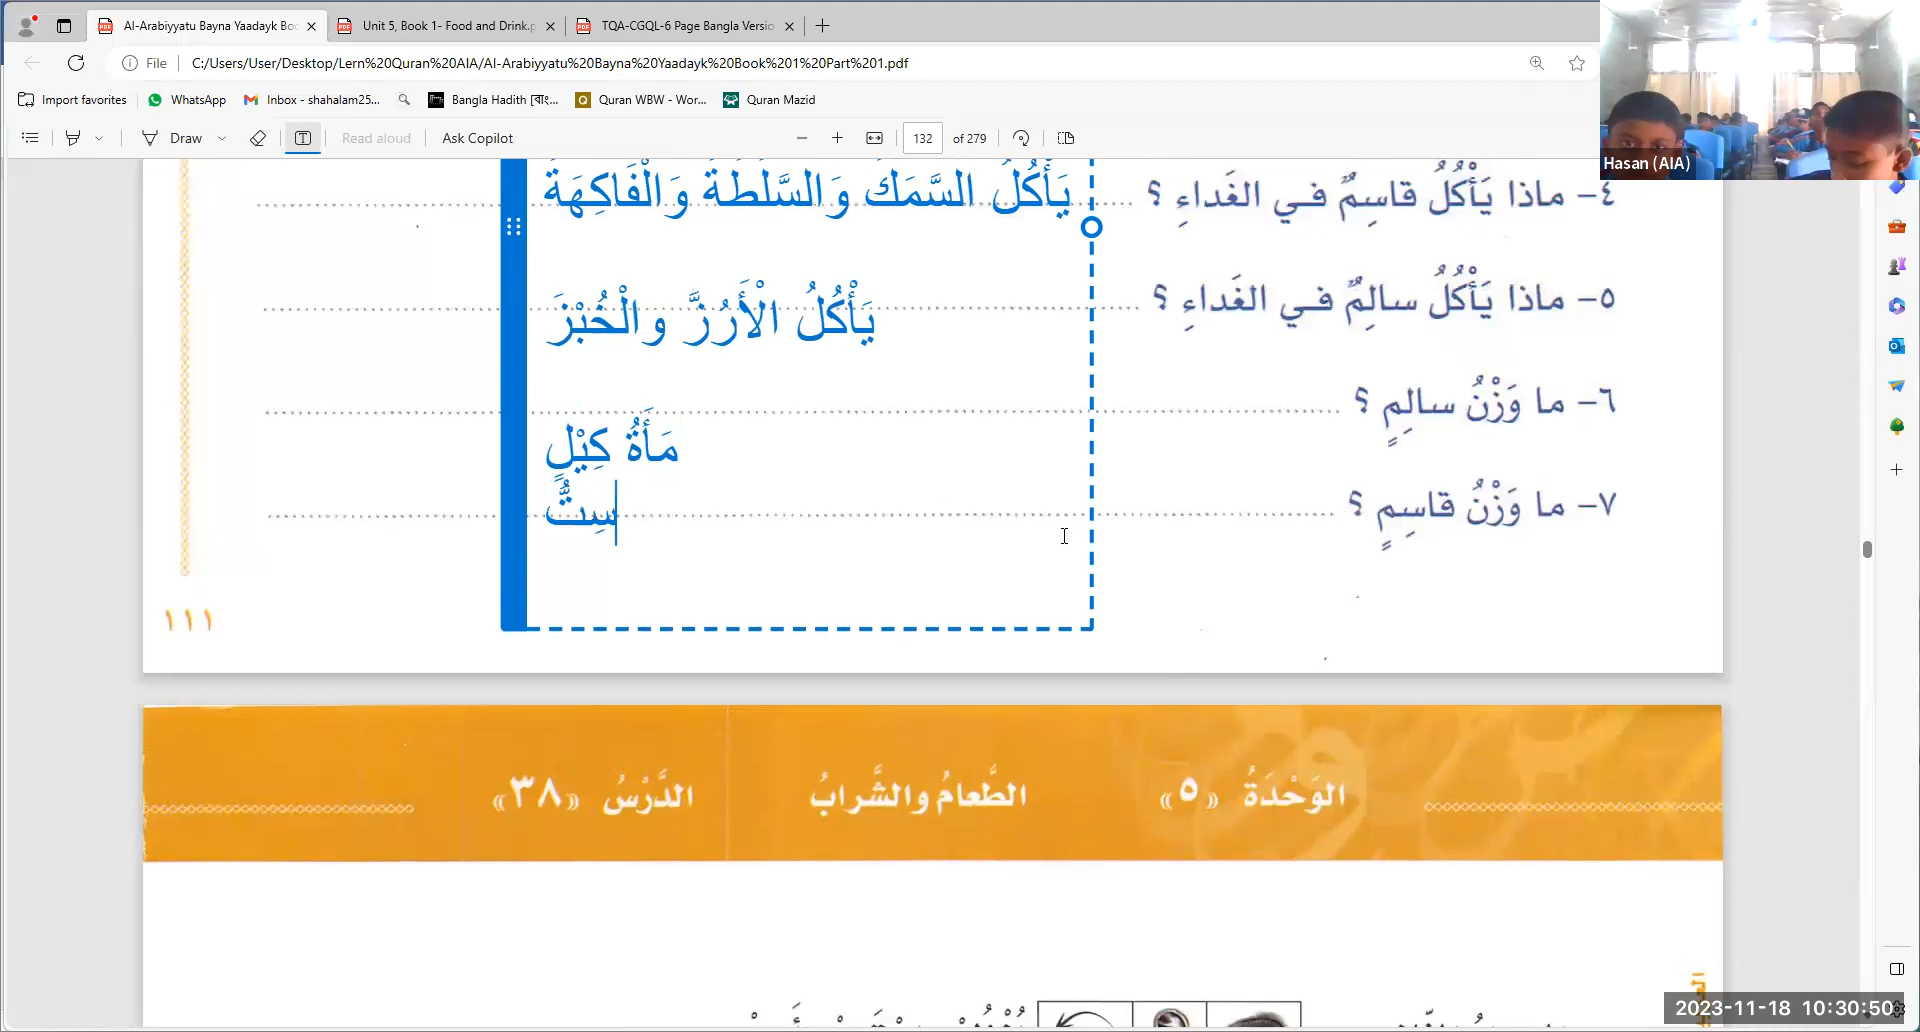 Al-Arabiyyatu Bayna Yaadayk Boo
Unit 5, Book 1- Food and Drink.p
TQA-CGQL-6 Page Bangla Versio
File
C:/Users/User/Desktop/Lern%20Quran%20AIA/Al-Arabiyyatu%20Bayna%20Yaadayk%20Book%201%20Part%201.pdf
Import favorites
WhatsApp
Inbox - shahalam25...
Bangla Hadith [বাং...
Quran WBW - Wor...
Quran Mazid
Draw
Read aloud
Ask Copilot
132 of 279
Hasan (AIA)
٤- ماذا يَأْكُلُ قاسِمٌ في الغَداءِ ؟
يَأْكُلُ السَّمَكَ وَالسَّلَطَةَ وَالْفَاكِهَةَ
٥- ماذا يَأْكُلُ سالِمٌ في الغَداءِ ؟
يَأْكُلُ الْأَرُزَّ والْخُبْزَ
٦- ما وَزْنُ سالِمٍ ؟
مَأَةُ كِيْلٍ
٧- ما وَزْنُ قاسِمٍ ؟
سِتُّ
١١١
الوَحْدَةُ «٥»
الطَّعامُ والشَّرابُ
الدَّرْسُ «٣٨»
2023-11-18 10:30:50